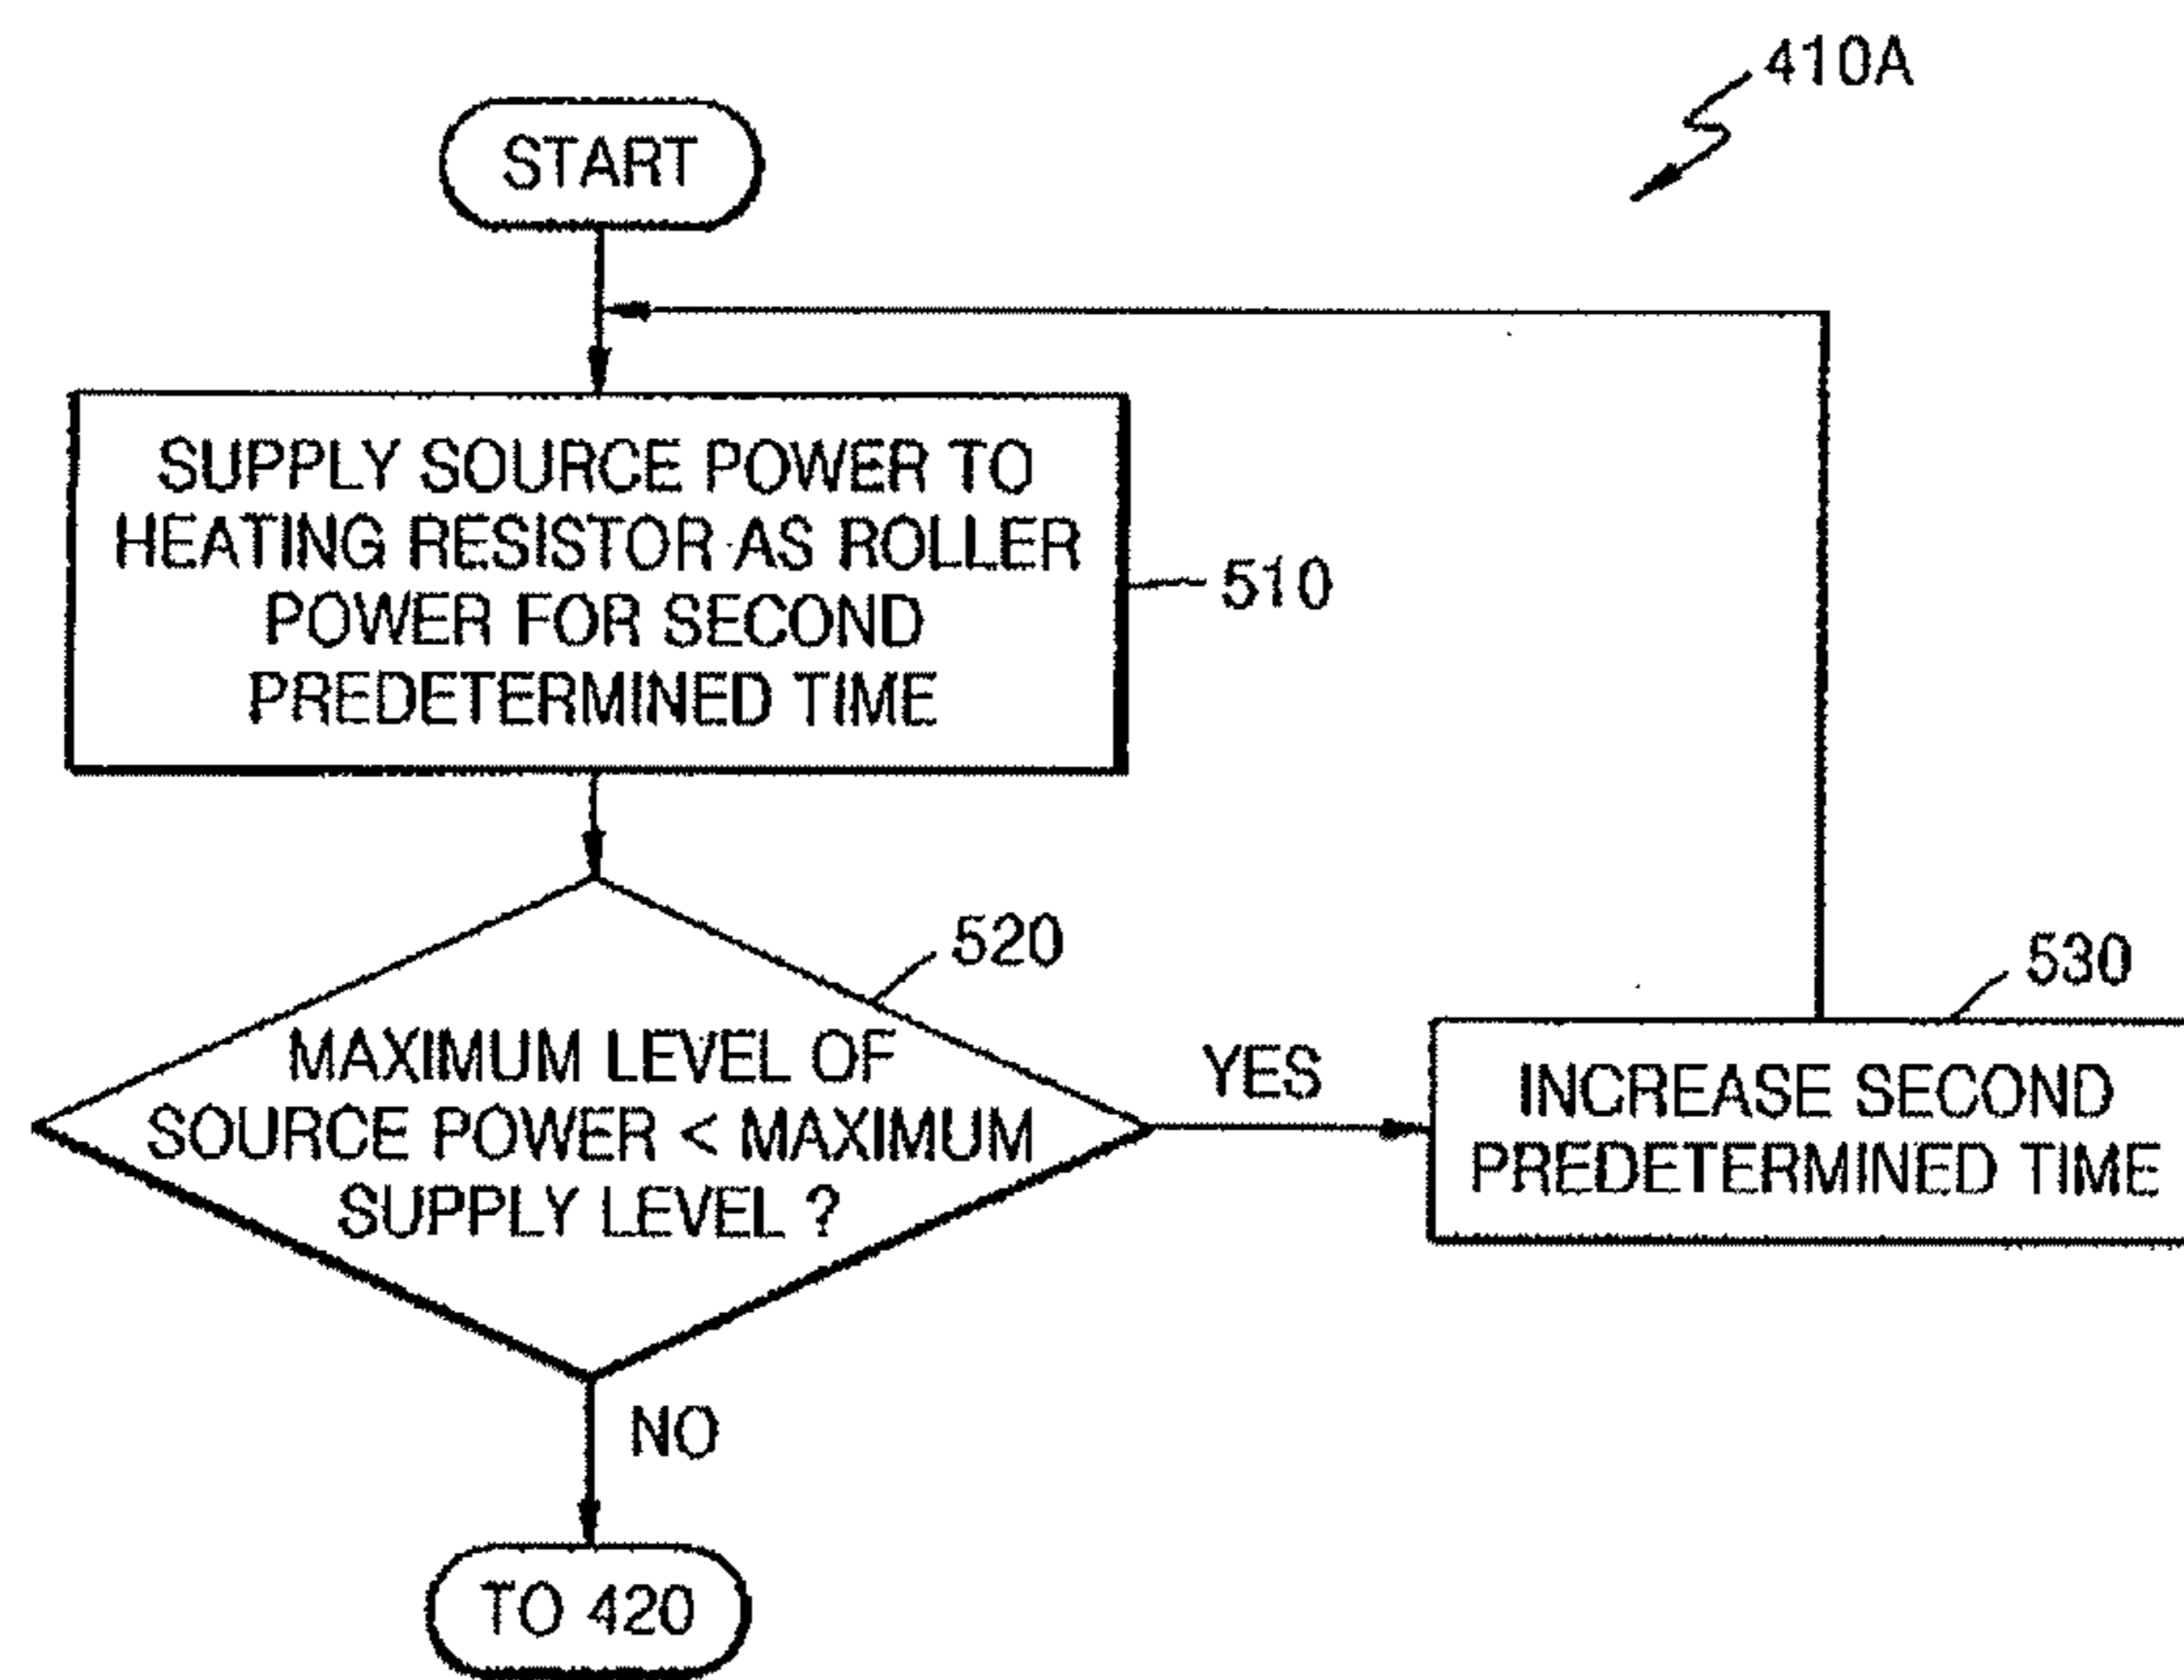 410A
START
SUPPLY SOURCE POWER TO
HEATING RESISTOR AS ROLLER
POWER FOR SECOND
PREDETERMINED TIME
510
520
MAXIMUM LEVEL OF
SOURCE POWER < MAXIMUM
SUPPLY LEVEL ?
YES
530
INCREASE SECOND
PREDETERMINED TIME
NO
TO 420